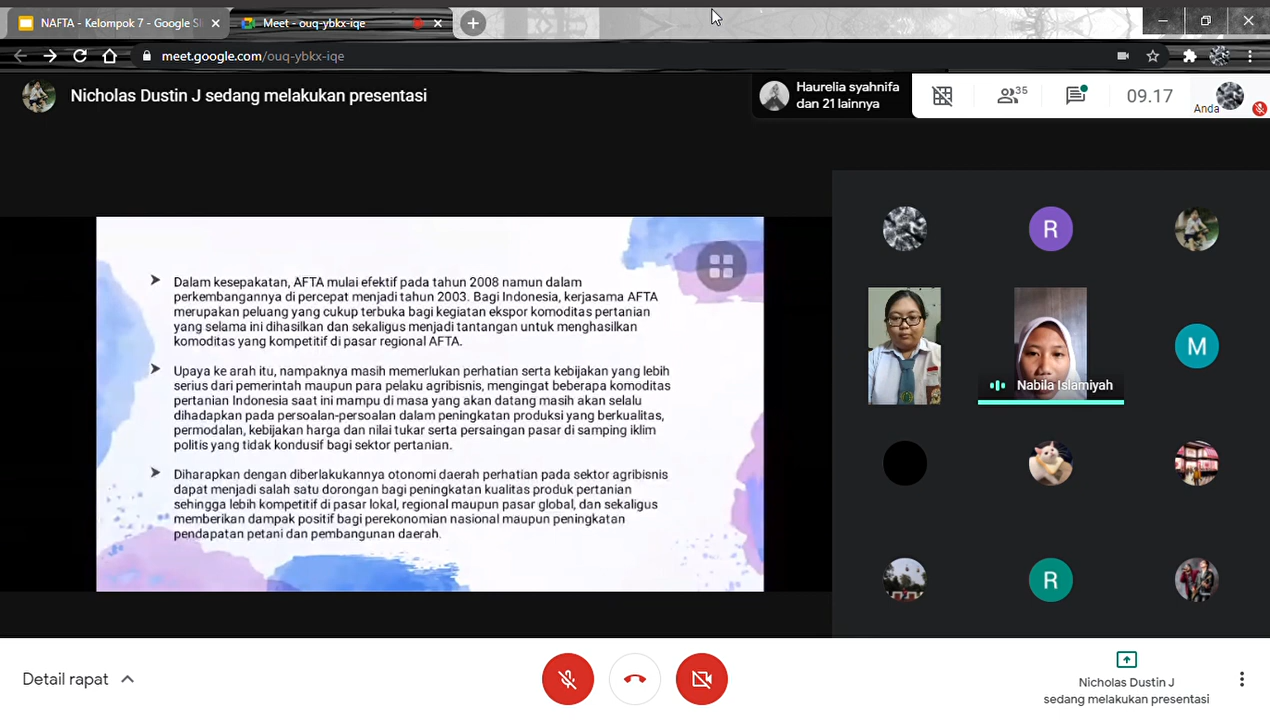 NAFTA - Kelompok 7 - Google Sl
Meet - ouq-ybkx-iqe
meet.google.com/ouq-ybkx-iqe
Nicholas Dustin J sedang melakukan presentasi
Haurelia syahnifa
dan 21 lainnya
35
09.17
Anda
Dalam kesepakatan, AFTA mulai efektif pada tahun 2008 namun dalam
perkembangannya di percepat menjadi tahun 2003. Bagi Indonesia, kerjasama AFTA
merupakan peluang yang cukup terbuka bagi kegiatan ekspor komoditas pertanian
yang selama ini dihasilkan dan sekaligus menjadi tantangan untuk menghasilkan
komoditas yang kompetitif di pasar regional AFTA.
Upaya ke arah itu, nampaknya masih memerlukan perhatian serta kebijakan yang lebih
serius dari pemerintah maupun para pelaku agribisnis, mengingat beberapa komoditas
pertanian Indonesia saat ini mampu di masa yang akan datang masih akan selalu
dihadapkan pada persoalan-persoalan dalam peningkatan produksi yang berkualitas,
permodalan, kebijakan harga dan nilai tukar serta persaingan pasar di samping iklim
politis yang tidak kondusif bagi sektor pertanian.
Diharapkan dengan diberlakukannya otonomi daerah perhatian pada sektor agribisnis
dapat menjadi salah satu dorongan bagi peningkatan kualitas produk pertanian
sehingga lebih kompetitif di pasar lokal, regional maupun pasar global, dan sekaligus
memberikan dampak positif bagi perekonomian nasional maupun peningkatan
pendapatan petani dan pembangunan daerah.
R
Nabila Islamiyah
M
R
Detail rapat
Nicholas Dustin J
sedang melakukan presentasi